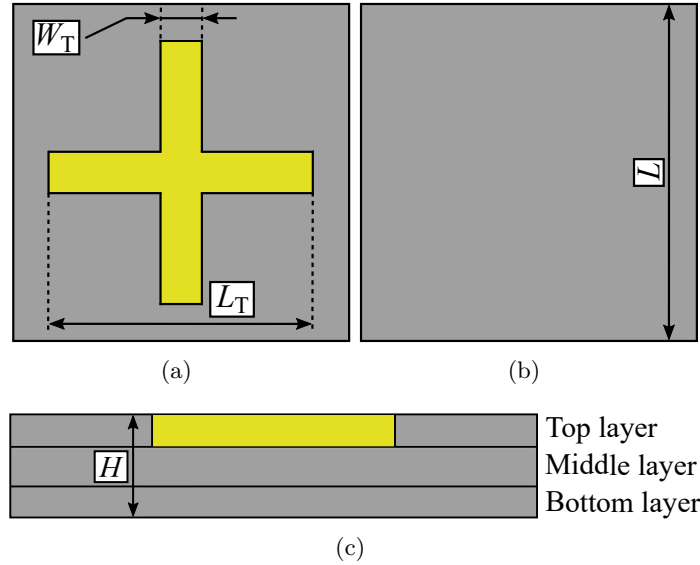 W_T
L_T
L
(a)
(b)
H
Top layer
Middle layer
Bottom layer
(c)